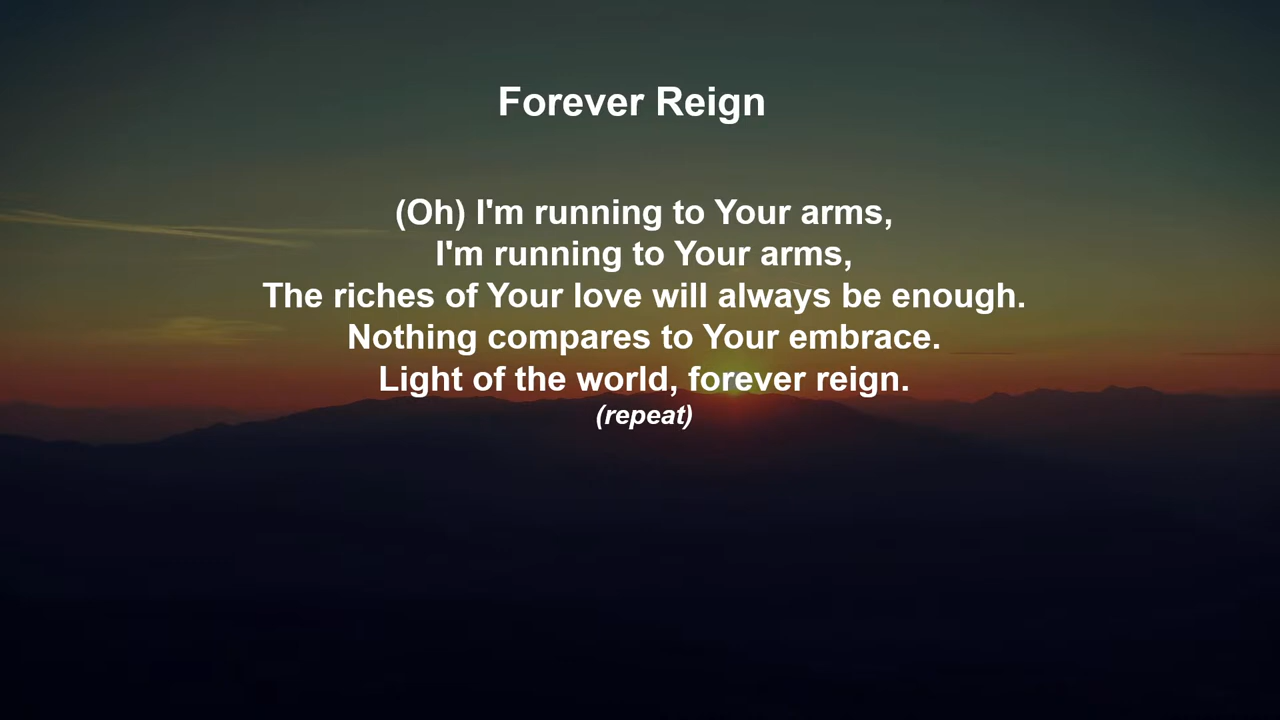 Forever Reign
(Oh) I'm running to Your arms,
I'm running to Your arms,
The riches of Your love will always be enough.
Nothing compares to Your embrace.
Light of the world, forever reign.
(repeat)